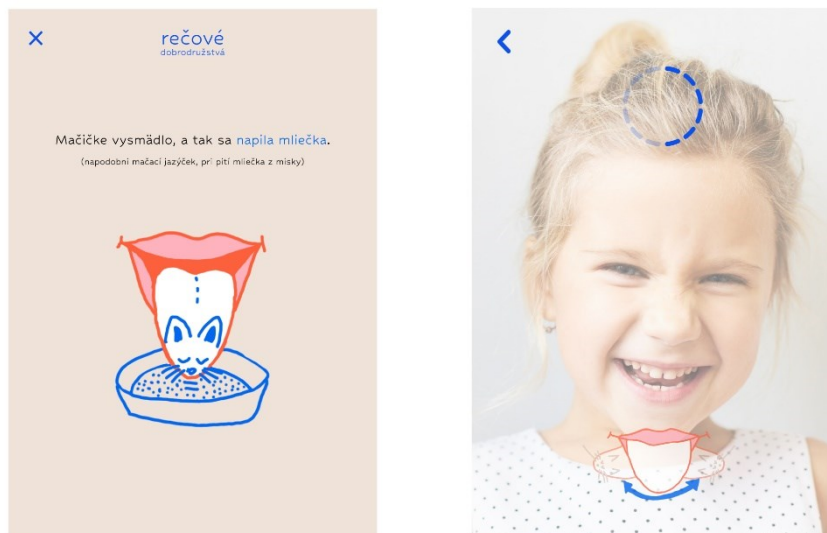 rečové
dobrodružstvá
Mačičke vysmädlo, a tak sa napila mliečka.
(napodobni mačací jazýček, pri pití mliečka z misky)